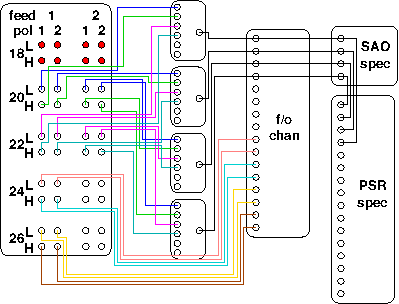 feed 1 2
pol 1 2 1 2
18 L
H
20 L
H
22 L
H
24 L
H
26 L
H
f/o
chan
SAO
spec
PSR
spec